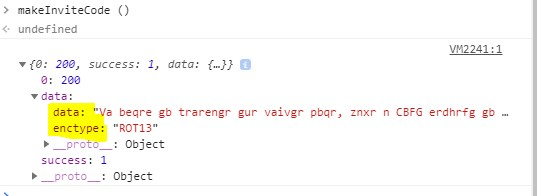 > makeInviteCode ()
< undefined
VM2241:1
▼ {0: 200, success: 1, data: {…}} i
0: 200
▼ data:
data: "Va beqre gb trarengr gur vaivgr pbqr, znxr n CBFG erdhrfg gb …
enctype: "ROT13"
▶ __proto__: Object
success: 1
▶ __proto__: Object
>